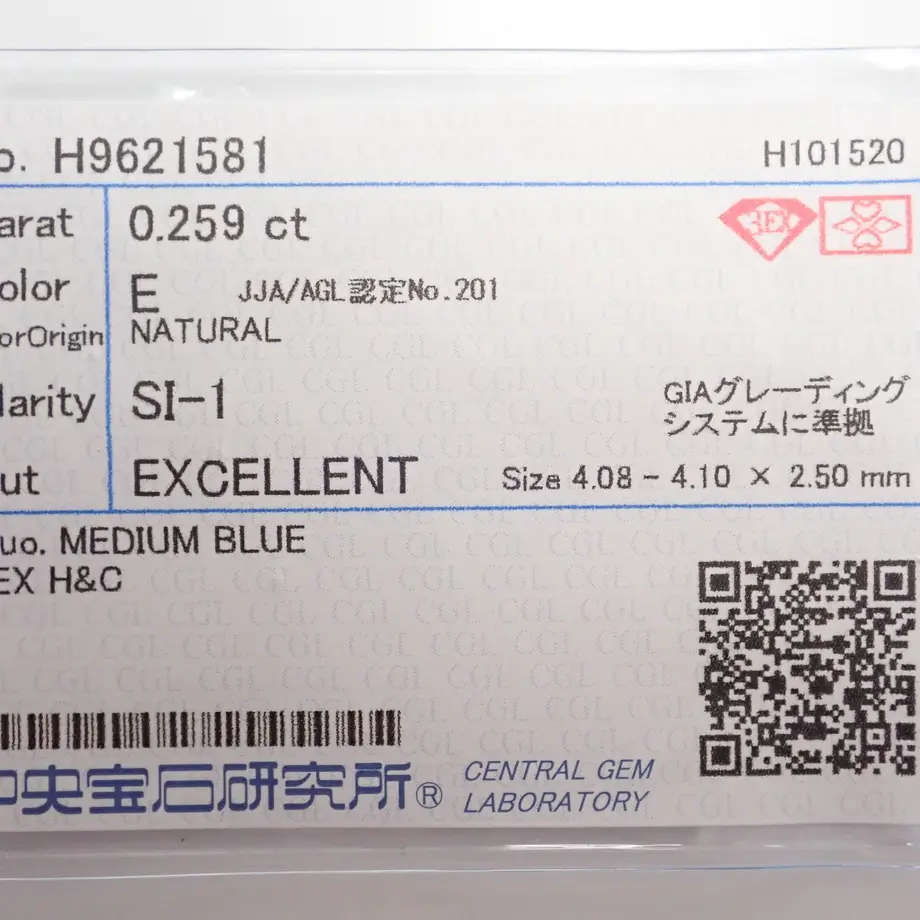 o. H9621581
H101520
arat 0.259 ct
3EX
olor E JJA/AGL認定No.201
orOrigin NATURAL
larity SI-1
GIAグレーディング
システムに準拠
ut EXCELLENT Size 4.08 - 4.10 × 2.50 mm
uo. MEDIUM BLUE
EX H&C
中央宝石研究所® CENTRAL GEM
LABORATORY